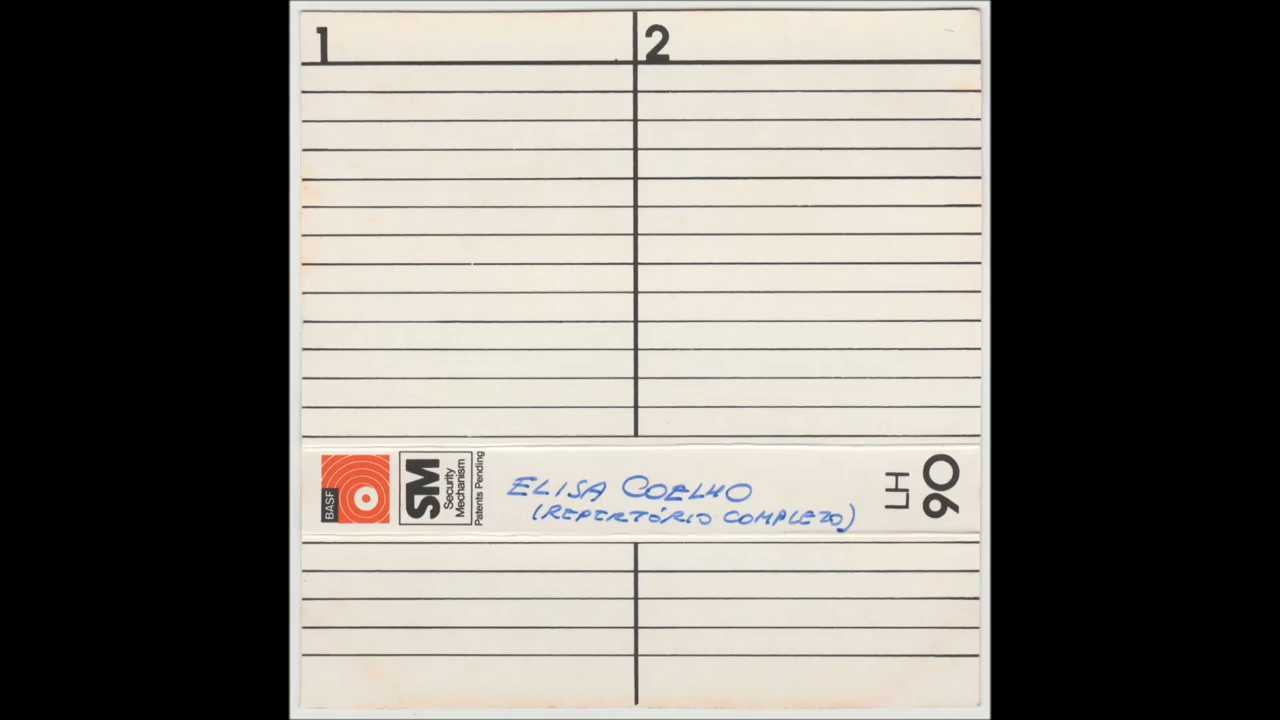 1
2
BASF
SM
Security
Mechanism
Patents Pending
ELISA COELHO
(REPERTÓRIO COMPLETO)
LH
90